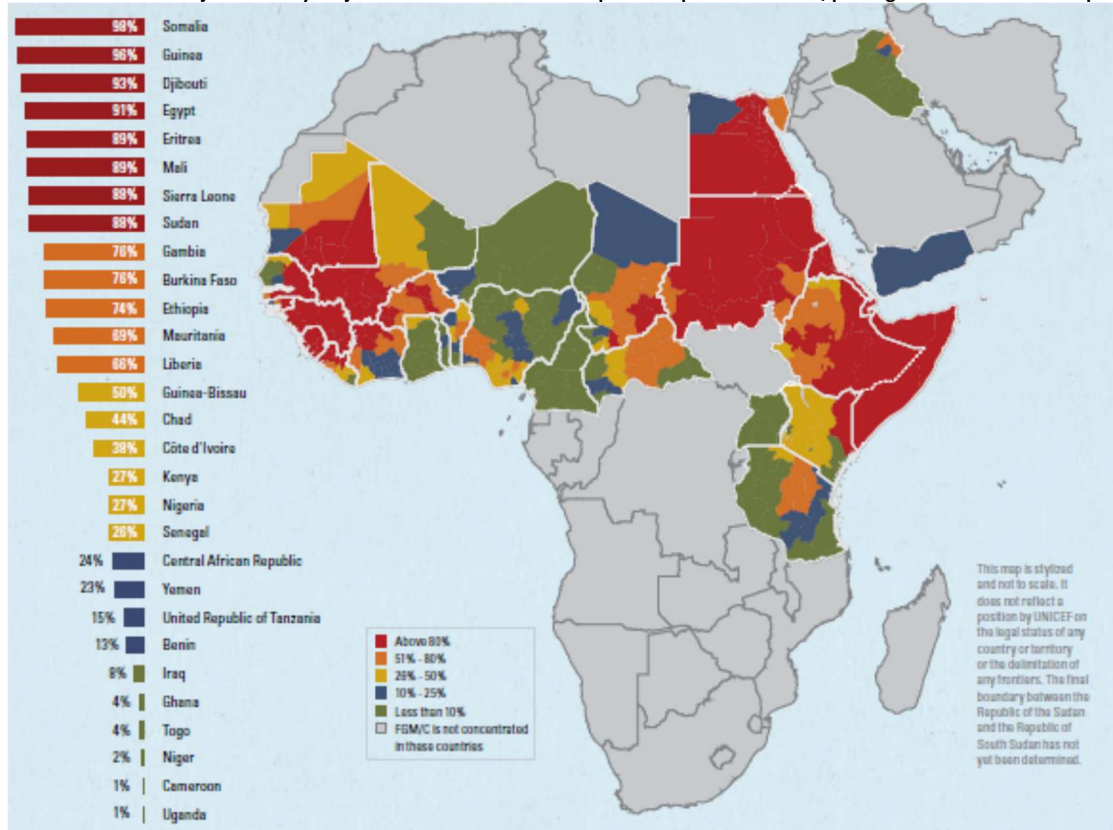 98% Somalia
96% Guinea
93% Djibouti
91% Egypt
89% Eritrea
89% Mali
88% Sierra Leone
88% Sudan
76% Gambia
76% Burkina Faso
74% Ethiopia
69% Mauritania
66% Liberia
50% Guinea-Bissau
44% Chad
38% Côte d'Ivoire
27% Kenya
27% Nigeria
26% Senegal
24% Central African Republic
23% Yemen
15% United Republic of Tanzania
13% Benin
8% Iraq
4% Ghana
4% Togo
2% Niger
1% Cameroon
1% Uganda
Above 80%
51% - 80%
26% - 50%
10% - 25%
Less than 10%
FGM/C is not concentrated
in these countries
This map is stylized
and not to scale. It
does not reflect a
position by UNICEF on
the legal status of any
country or territory
or the delimitation of
any frontiers. The final
boundary between the
Republic of the Sudan
and the Republic of
South Sudan has not
yet been determined.